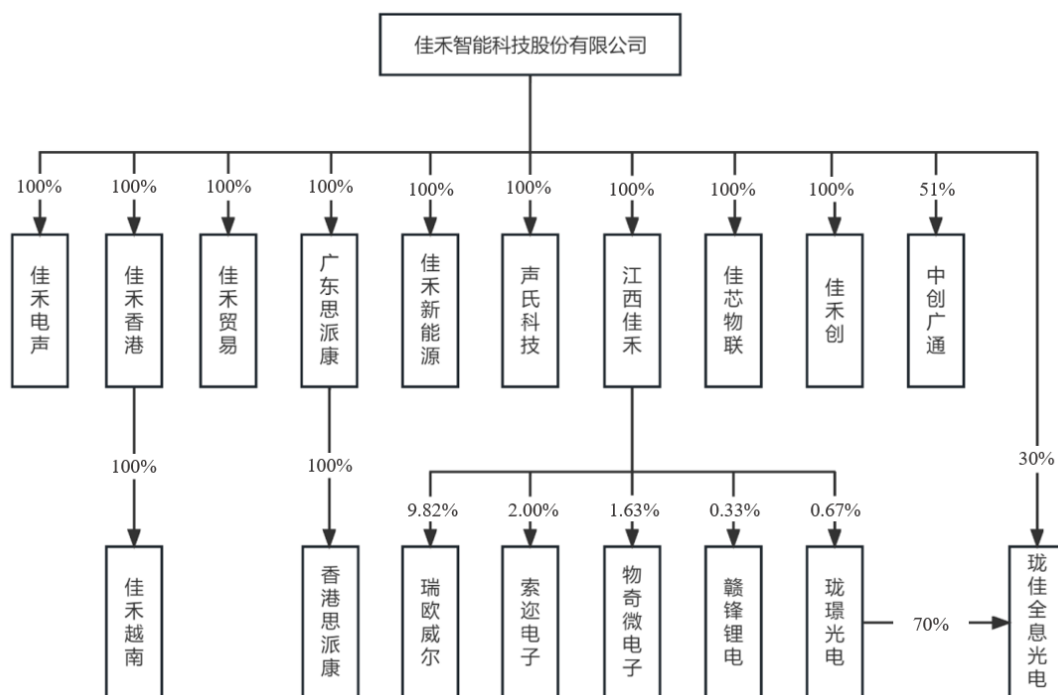 佳禾智能科技股份有限公司
100%
100%
100%
100%
100%
100%
100%
100%
100%
51%
佳禾电声
佳禾香港
佳禾贸易
广东思派康
佳禾新能源
声氏科技
江西佳禾
佳芯物联
佳禾创
中创广通
100%
100%
30%
9.82%
2.00%
1.63%
0.33%
0.67%
佳禾越南
香港思派康
瑞欧威尔
索迩电子
物奇微电子
赣锋锂电
珑璟光电
70%
珑佳全息光电